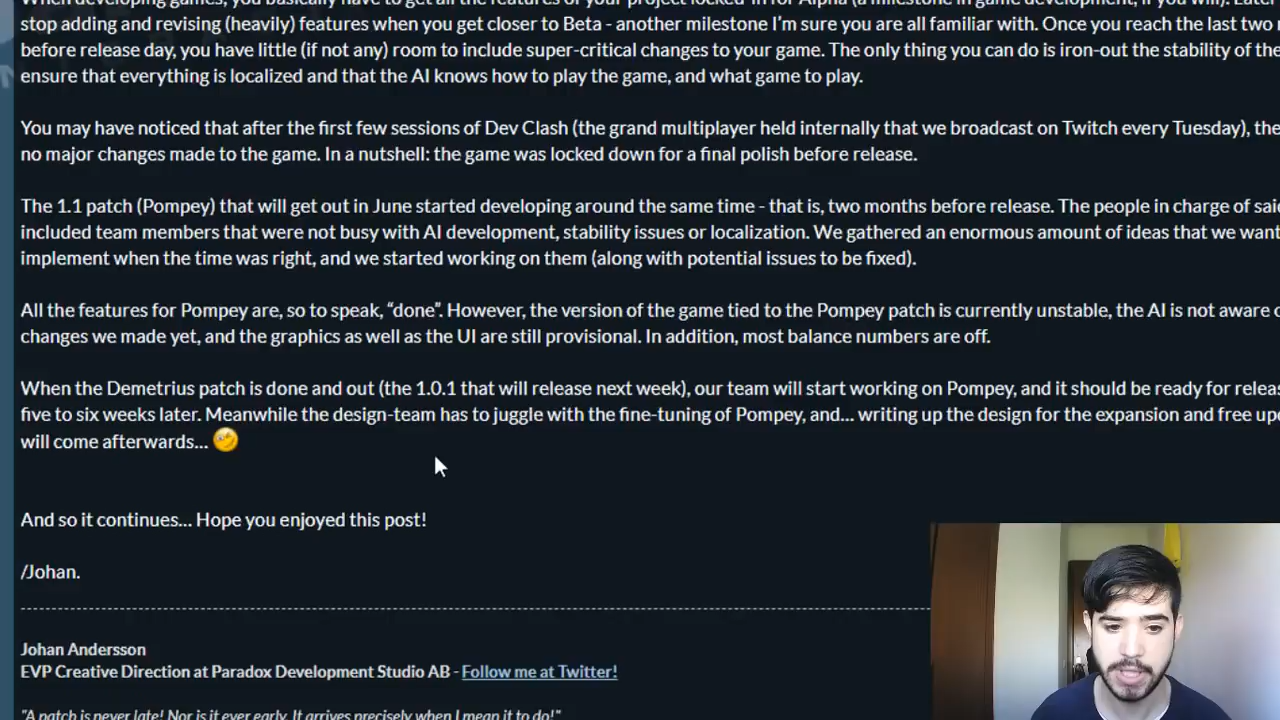 When developing games, you basically have to get all the features of your project locked in for Alpha (a milestone in game development, if you will). Later
stop adding and revising (heavily) features when you get closer to Beta - another milestone I'm sure you are all familiar with. Once you reach the last two
before release day, you have little (if not any) room to include super-critical changes to your game. The only thing you can do is iron-out the stability of the
ensure that everything is localized and that the AI knows how to play the game, and what game to play.
You may have noticed that after the first few sessions of Dev Clash (the grand multiplayer held internally that we broadcast on Twitch every Tuesday), the
no major changes made to the game. In a nutshell: the game was locked down for a final polish before release.
The 1.1 patch (Pompey) that will get out in June started developing around the same time - that is, two months before release. The people in charge of said
included team members that were not busy with AI development, stability issues or localization. We gathered an enormous amount of ideas that we want
implement when the time was right, and we started working on them (along with potential issues to be fixed).
All the features for Pompey are, so to speak, “done”. However, the version of the game tied to the Pompey patch is currently unstable, the AI is not aware
changes we made yet, and the graphics as well as the UI are still provisional. In addition, most balance numbers are off.
When the Demetrius patch is done and out (the 1.0.1 that will release next week), our team will start working on Pompey, and it should be ready for relea
five to six weeks later. Meanwhile the design-team has to juggle with the fine-tuning of Pompey, and... writing up the design for the expansion and free up
will come afterwards...
And so it continues... Hope you enjoyed this post!
/Johan.
Johan Andersson
EVP Creative Direction at Paradox Development Studio AB - Follow me at Twitter!
"A patch is never late! Nor is it ever early. It arrives precisely when I mean it to do!"